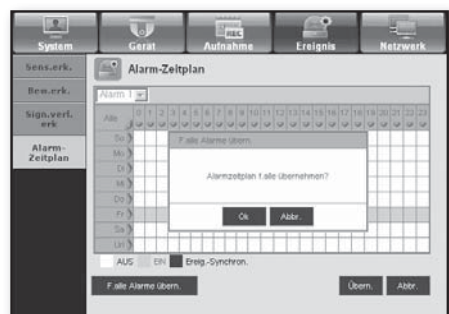 System Gerät Aufnahme Ereignis Netzwerk
REC
Sens.erk.
Bew.erk.
Sign.verl.
erk
Alarm-
Zeitplan
Alarm-Zeitplan
Alarm 1
Alle 0 1 2 3 4 5 6 7 8 9 10 11 12 13 14 15 16 17 18 19 20 21 22 23
So
Mo
Di
Mi
Do
Fr
Sa
Url
F.alle Alarme übern.
Alarmzeitplan f.alle übernehmen?
Ok Abbr.
AUS EIN Ereig.-Synchron.
F.alle Alarme übern. Übern. Abbr.